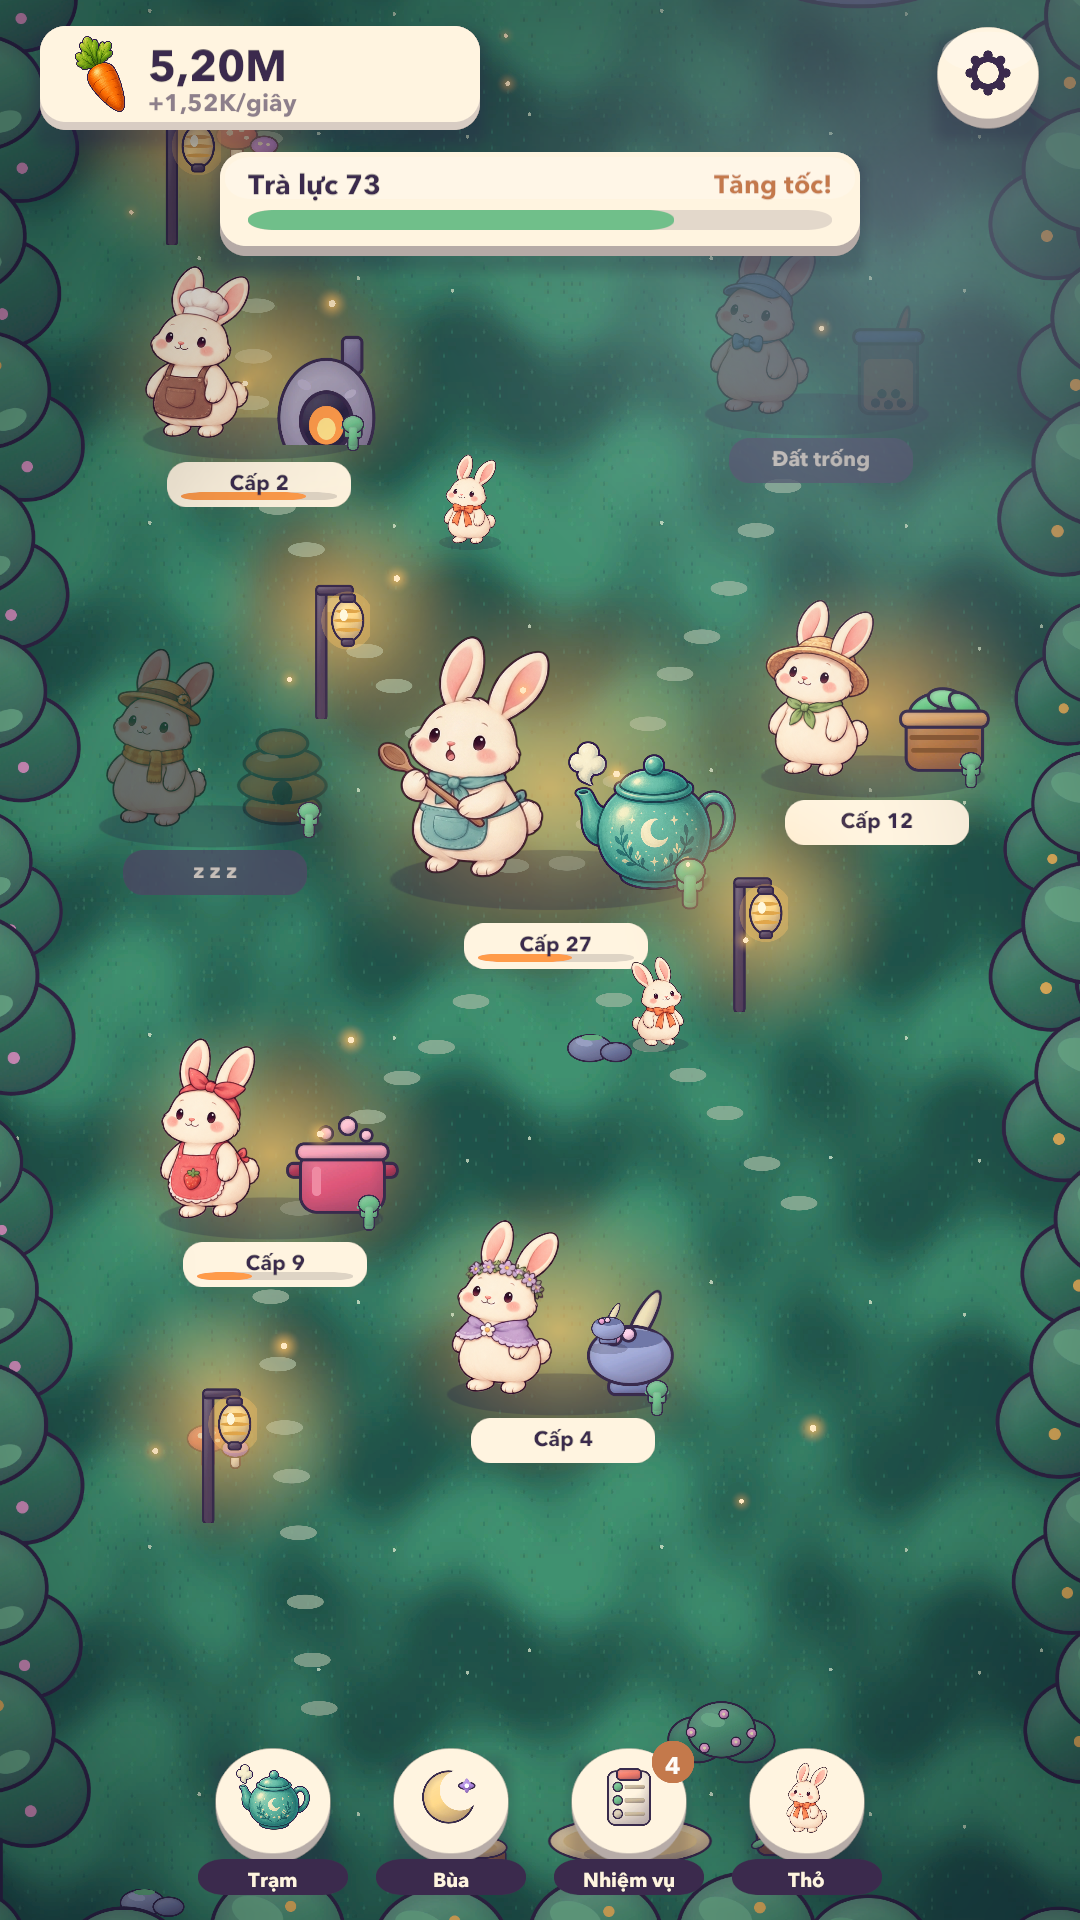 5,20M
+1,52K/giây
Trà lực 73
Tăng tốc!
Cấp 2
Đất trống
Cấp 12
z z z
Cấp 27
Cấp 9
Cấp 4
4
Trạm
Bùa
Nhiệm vụ
Thỏ